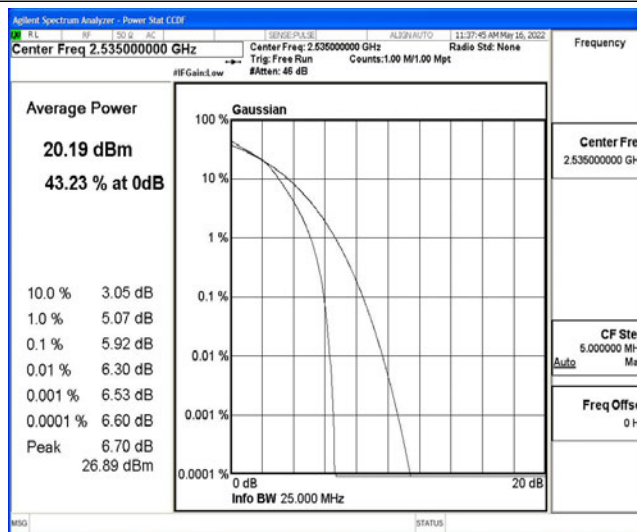 Agilent Spectrum Analyzer - Power Stat CCDF
RL RF 50 Ω AC SENSE:PULSE ALIGN AUTO 11:37:45 AM May 16, 2022
Center Freq 2.535000000 GHz
Center Freq: 2.535000000 GHz Radio Std: None
Trig: Free Run Counts:1.00 M/1.00 Mpt
#IFGain:Low #Atten: 46 dB
Frequency
Average Power
20.19 dBm
43.23 % at 0dB
10.0 % 3.05 dB
1.0 % 5.07 dB
0.1 % 5.92 dB
0.01 % 6.30 dB
0.001 % 6.53 dB
0.0001 % 6.60 dB
Peak 6.70 dB
26.89 dBm
Gaussian
100 %
10 %
1 %
0.1 %
0.01 %
0.001 %
0.0001 %
0 dB 20 dB
Info BW 25.000 MHz
Center Fre
2.535000000 GH
CF Ste
5.000000 MH
Auto Ma
Freq Offse
0 H
MSG STATUS